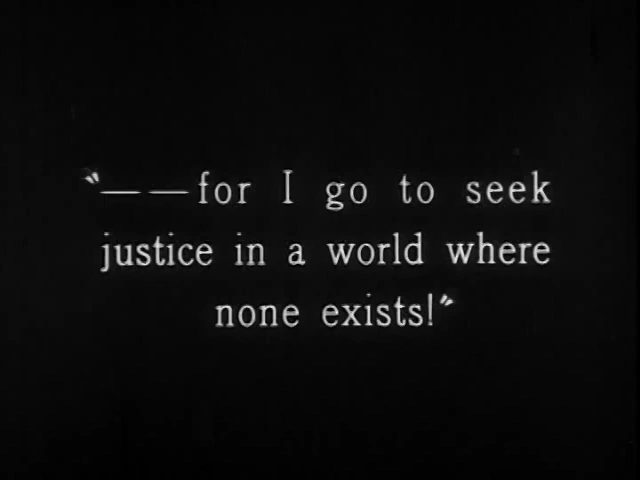 "——for I go to seek
justice in a world where
none exists!"